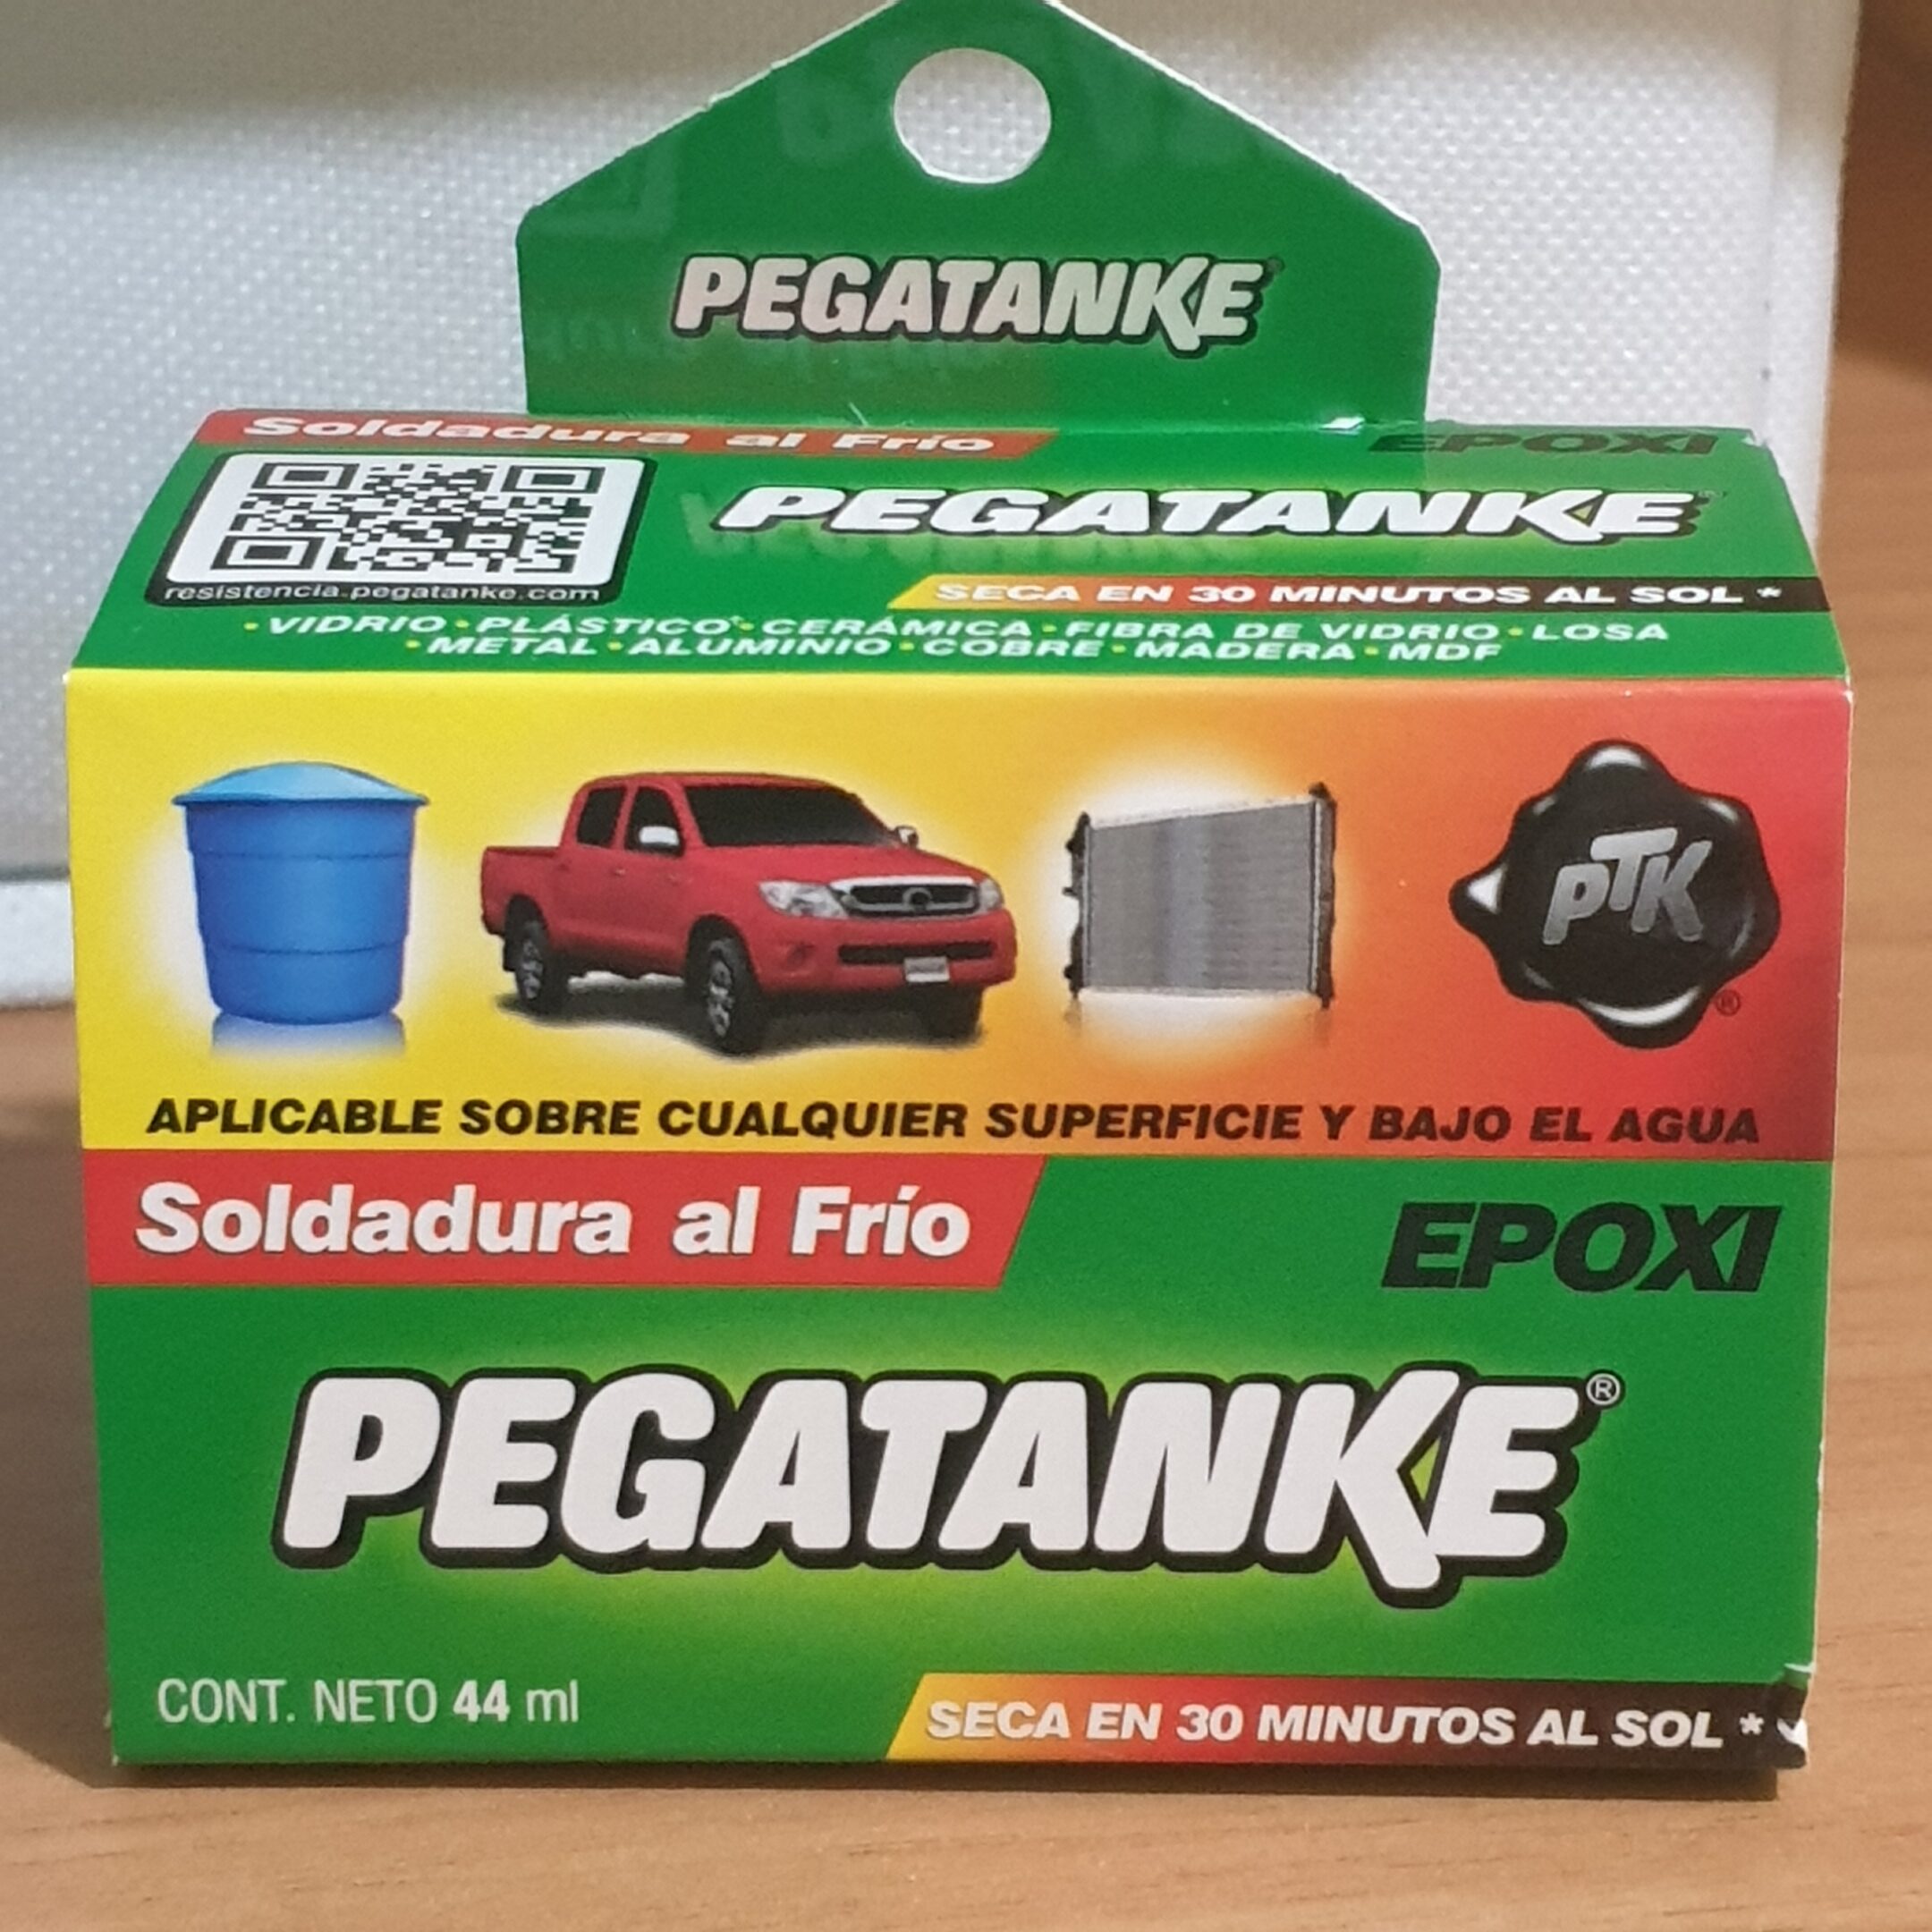 PEGATANKE
Soldadura al Frío
EPOXI
PEGATANKE
resistencia.pegatanke.com
SECA EN 30 MINUTOS AL SOL *
•VIDRIO •PLÁSTICO •CERÁMICA •FIBRA DE VIDRIO •LOSA
•METAL •ALUMINIO •COBRE •MADERA •MDF
PTK
®
APLICABLE SOBRE CUALQUIER SUPERFICIE Y BAJO EL AGUA
Soldadura al Frío
EPOXI
PEGATANKE®
CONT. NETO 44 ml
SECA EN 30 MINUTOS AL SOL *